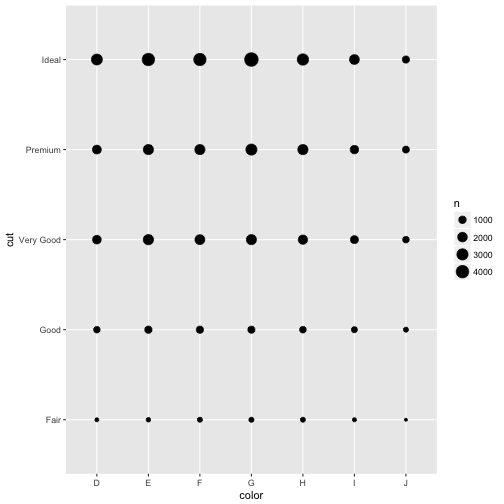 Ideal
Premium
Very Good
Good
Fair
cut
D E F G H I J
color
n
1000
2000
3000
4000